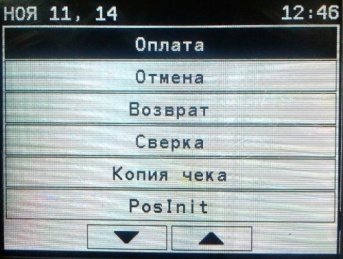 НОЯ 11, 14 12:46
Оплата
Отмена
Возврат
Сверка
Копия чека
PosInit